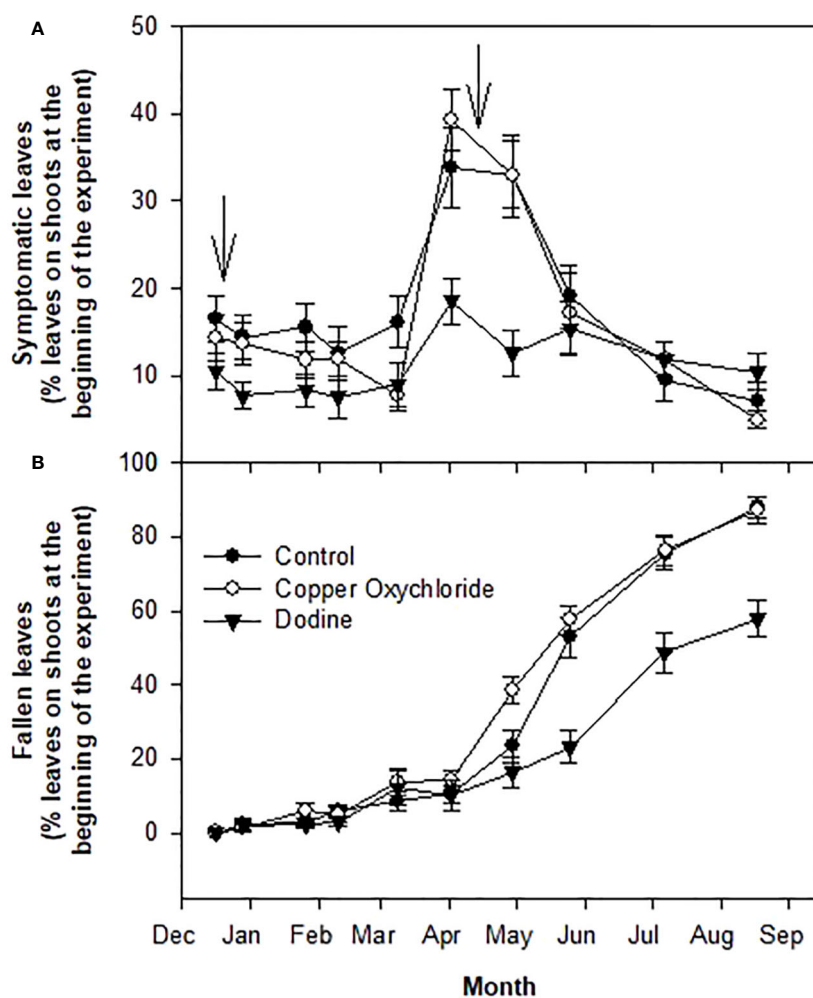 A
50
40
30
20
10
Symptomatic leaves
(% leaves on shoots at the
beginning of the experiment)
B
100
80
60
40
20
0
Fallen leaves
(% leaves on shoots at the
beginning of the experiment)
Control
Copper Oxychloride
Dodine
Dec Jan Feb Mar Apr May Jun Jul Aug Sep
Month